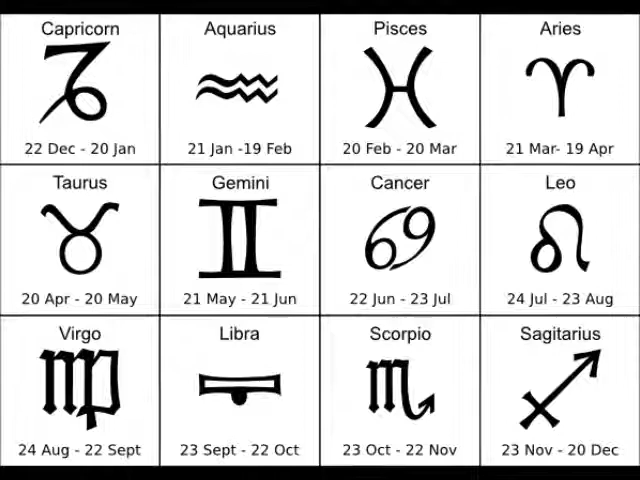 Capricorn
Aquarius
Pisces
Aries
22 Dec - 20 Jan
21 Jan -19 Feb
20 Feb - 20 Mar
21 Mar- 19 Apr
Taurus
Gemini
Cancer
Leo
20 Apr - 20 May
21 May - 21 Jun
22 Jun - 23 Jul
24 Jul - 23 Aug
Virgo
Libra
Scorpio
Sagitarius
24 Aug - 22 Sept
23 Sept - 22 Oct
23 Oct - 22 Nov
23 Nov - 20 Dec